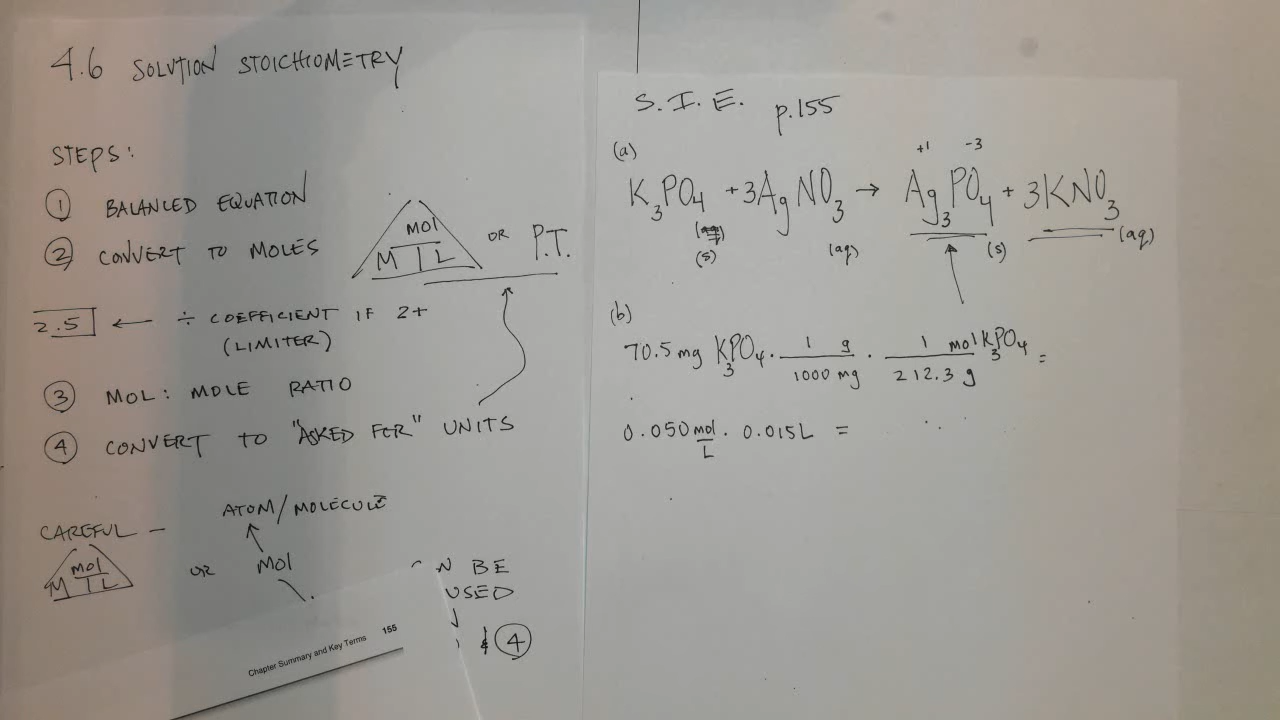 4.6 SOLUTION STOICHIOMETRY
STEPS:
① BALANCED EQUATION
② CONVERT TO MOLES
mol
M L
OR P.T.
2.5 ← ÷ COEFFICIENT IF 2+
(LIMITER)
③ MOL: MOLE RATIO
④ CONVERT TO "ASKED FOR" UNITS
CAREFUL -
ATOM/MOLECULE
mol
M L
OR Mol
N BE
USED
& ④
Chapter Summary and Key Terms 155
S.I.E. p.155
(a)
+1 -3
K₃PO₄ + 3AgNO₃ → Ag₃PO₄ + 3KNO₃
(s) (aq) (s) (aq)
(b)
70.5 mg K₃PO₄ · 1 g / 1000 mg · 1 mol K₃PO₄ / 212.3 g =
0.050 mol/L · 0.015L =